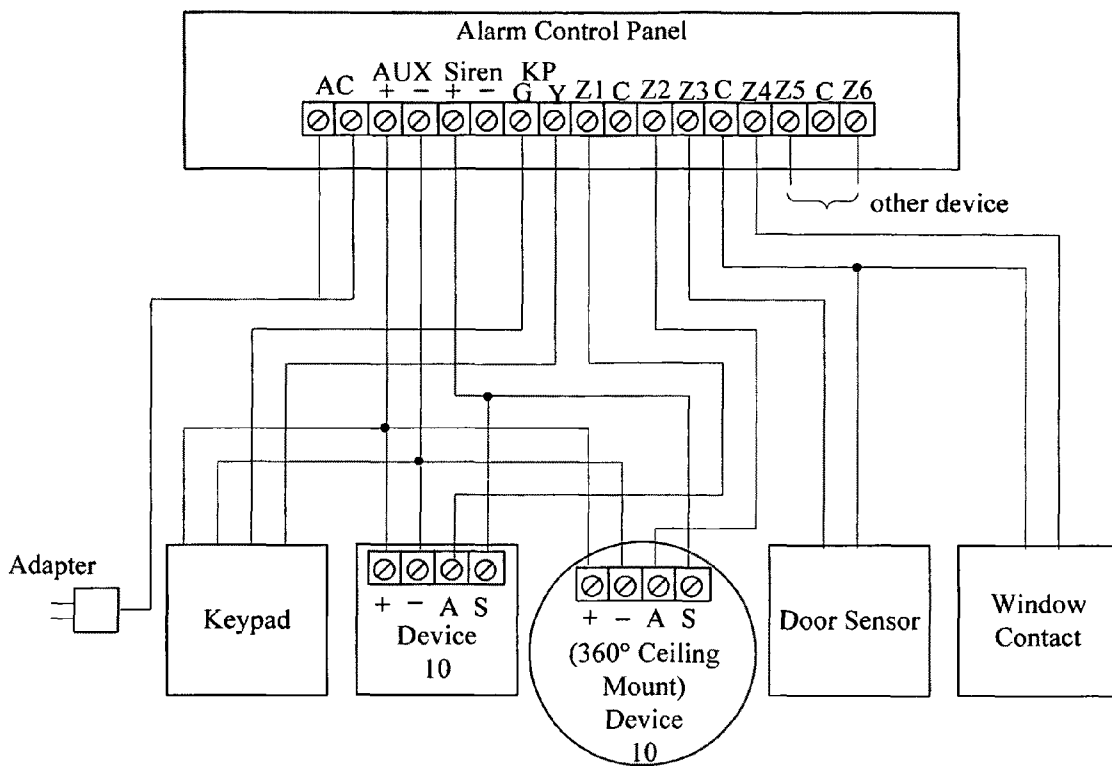 Alarm Control Panel
AC AUX Siren KP
+ − + − G Y Z1 C Z2 Z3 C Z4 Z5 C Z6
other device
Adapter
Keypad
+ − A S
Device
10
+ − A S
(360° Ceiling
Mount)
Device
10
Door Sensor
Window
Contact